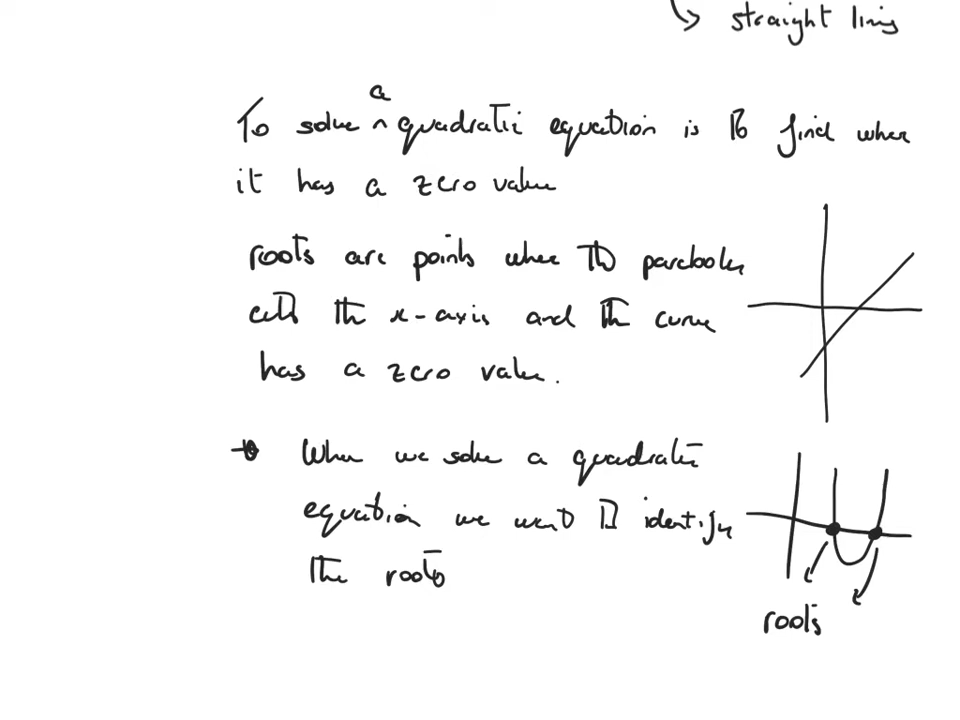 ↳ straight lines
To solve a quadratic equation is to find when
it has a zero value
roots are points where the parabola
cuts the x-axis and the curve
has a zero value.
→ When we solve a quadratic
equation we want to identify
the roots
roots